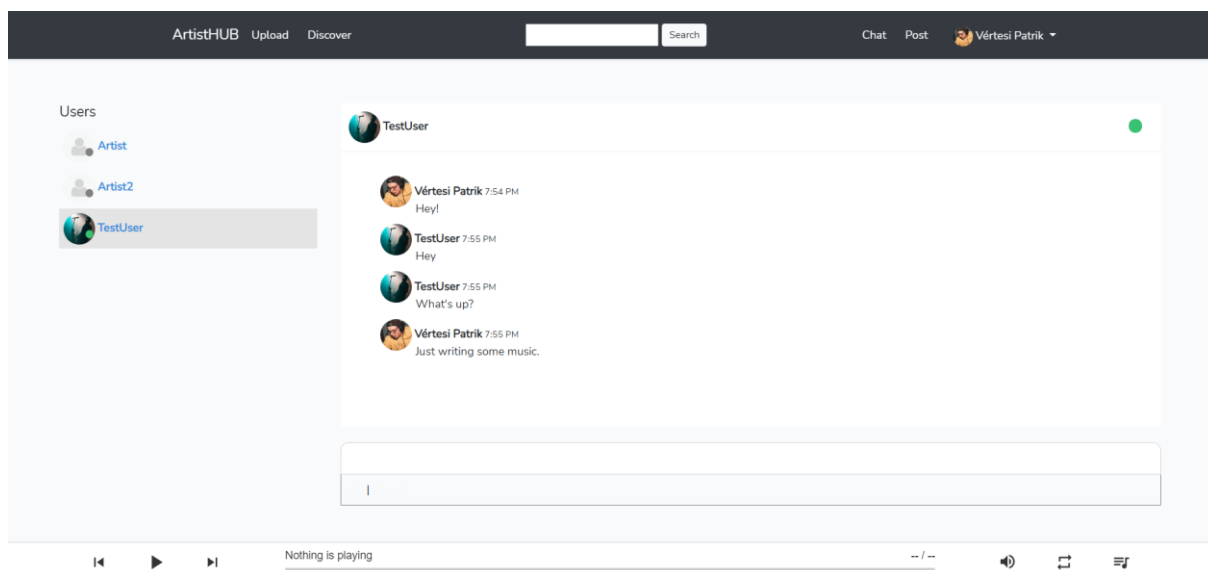 ArtistHUB Upload Discover Search Chat Post Vértesi Patrik
Users
Artist
Artist2
TestUser
TestUser
Vértesi Patrik 7:54 PM
Hey!
TestUser 7:55 PM
Hey
TestUser 7:55 PM
What's up?
Vértesi Patrik 7:55 PM
Just writing some music.
Nothing is playing -- / --